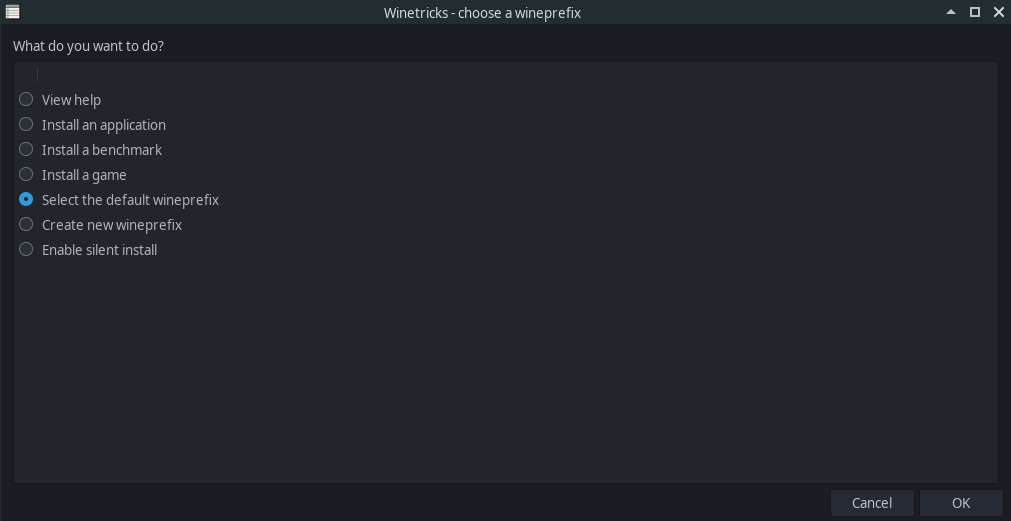 Winetricks - choose a wineprefix
What do you want to do?
View help
Install an application
Install a benchmark
Install a game
Select the default wineprefix
Create new wineprefix
Enable silent install
Cancel
OK